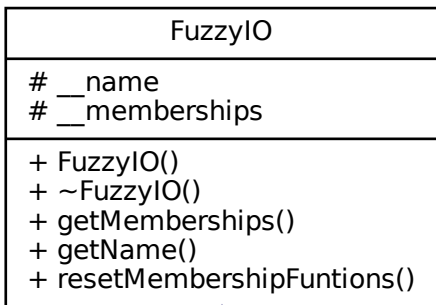 FuzzyIO
# __name
# __memberships
+ FuzzyIO()
+ ~FuzzyIO()
+ getMemberships()
+ getName()
+ resetMembershipFuntions()